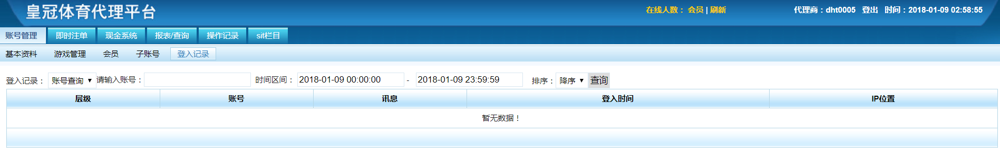 皇冠体育代理平台
在线人数： 会员 | 刷新 代理商：dht0005 登出 时间：2018-01-09 02:58:55
账号管理 即时注单 现金系统 报表/查询 操作记录 sit栏目
基本资料 游戏管理 会员 子账号 登入记录
登入记录： 账号查询 ▼ 请输入账号： 时间区间： 2018-01-09 00:00:00 - 2018-01-09 23:59:59 排序： 降序 ▼ 查询
层级 账号 讯息 登入时间 IP位置
暂无数据！